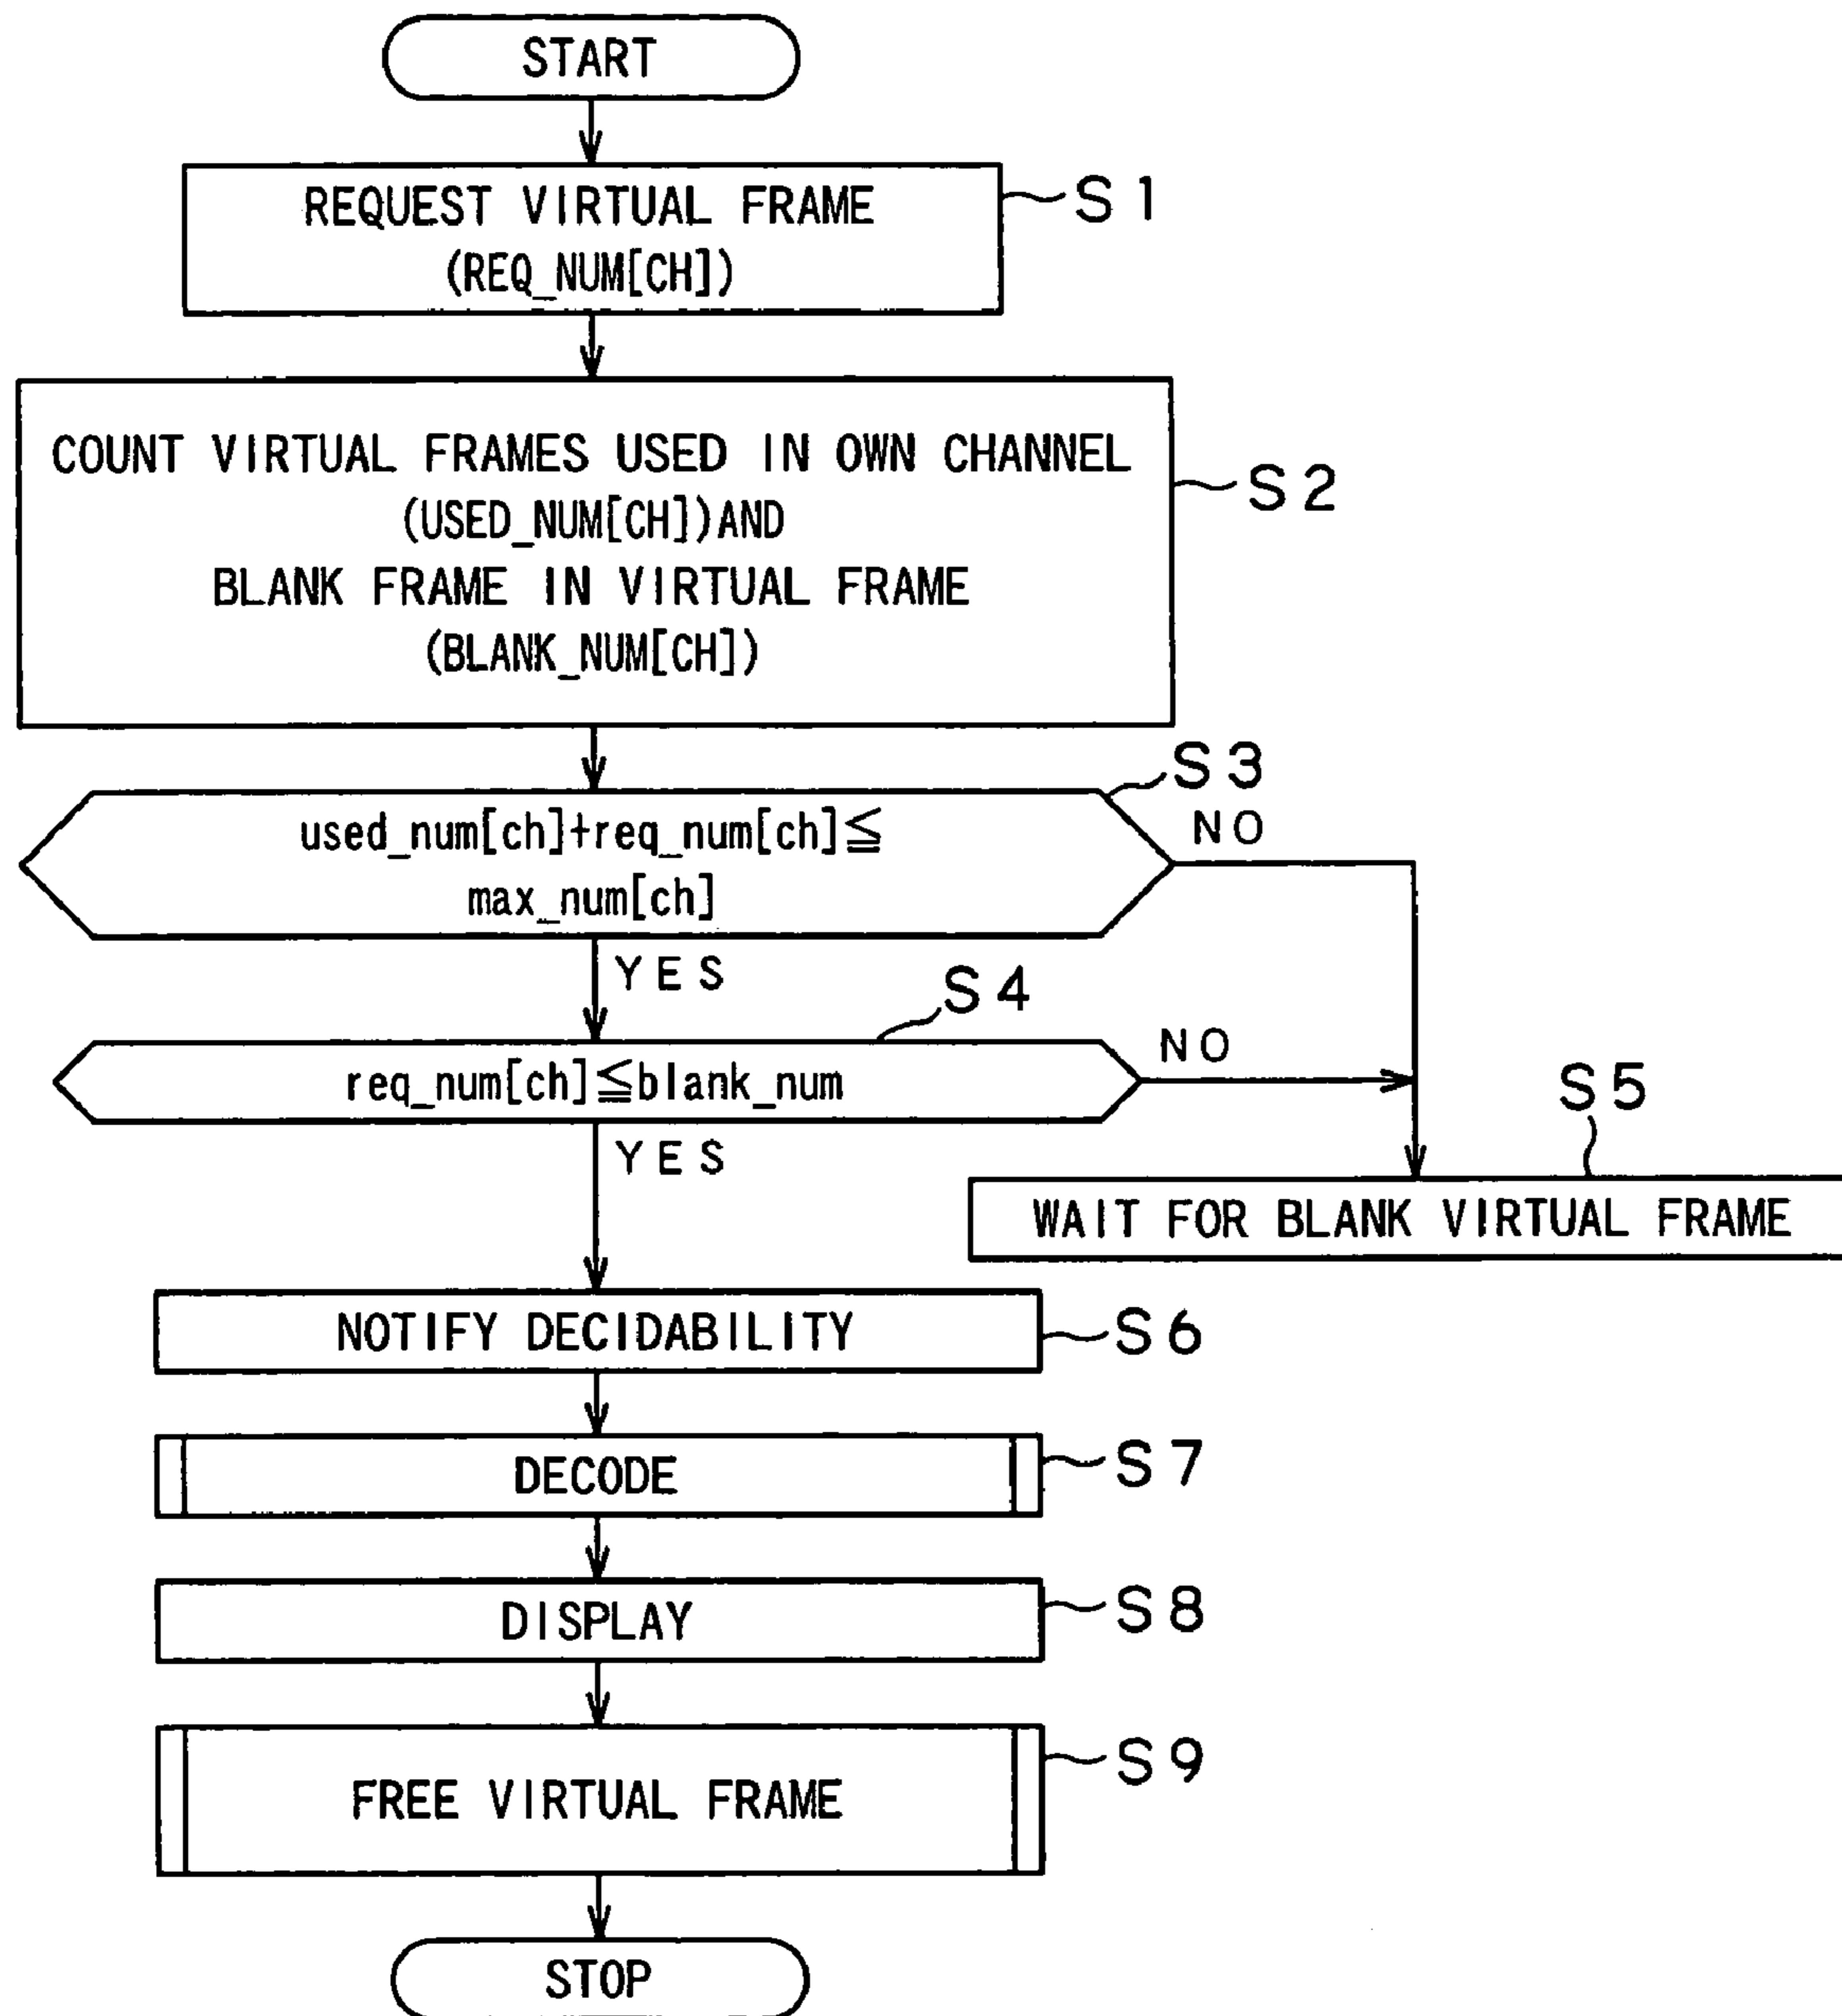 START
REQUEST VIRTUAL FRAME
(REQ_NUM[CH])
S1
COUNT VIRTUAL FRAMES USED IN OWN CHANNEL
(USED_NUM[CH])AND
BLANK FRAME IN VIRTUAL FRAME
(BLANK_NUM[CH])
S2
S3
used_num[ch]+req_num[ch]≦
max_num[ch]
NO
YES
S4
req_num[ch]≦blank_num
NO
YES
S5
WAIT FOR BLANK VIRTUAL FRAME
NOTIFY DECIDABILITY
S6
DECODE
S7
DISPLAY
S8
FREE VIRTUAL FRAME
S9
STOP